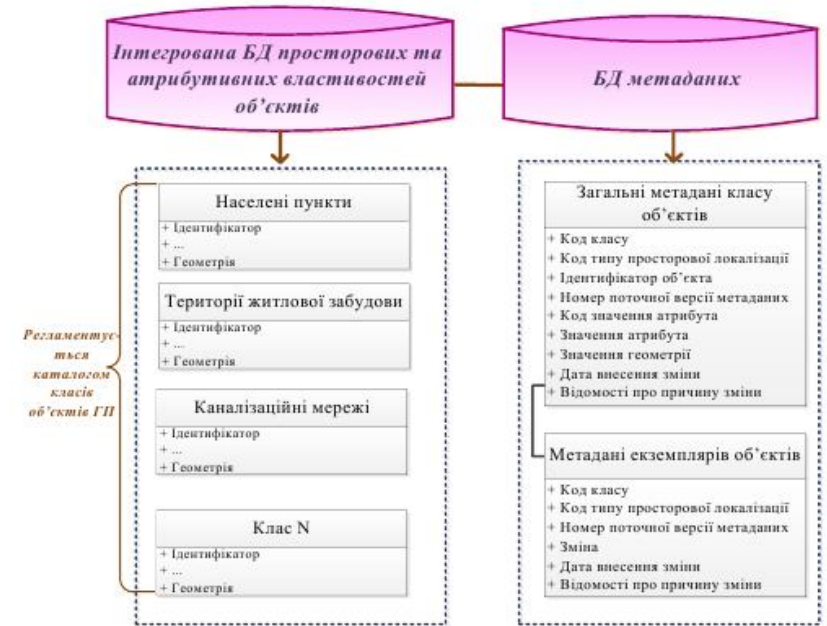 Інтегрована БД просторових та
атрибутивних властивостей
об’єктів
БД метаданих
Регламентує-
ться
каталогом
класів
об’єктів ГП
Населені пункти
+ Ідентифікатор
+ ...
+ Геометрія
Території житлової забудови
+ Ідентифікатор
+ ...
+ Геометрія
Каналізаційні мережі
+ Ідентифікатор
+ ...
+ Геометрія
Клас N
+ Ідентифікатор
+ ...
+ Геометрія
Загальні метадані класу
об’єктів
+ Код класу
+ Код типу просторової локалізації
+ Ідентифікатор об’єкта
+ Номер поточної версії метаданих
+ Код значення атрибута
+ Значення атрибута
+ Значення геометрії
+ Дата внесення зміни
+ Відомості про причину зміни
Метадані екземплярів об’єктів
+ Код класу
+ Код типу просторової локалізації
+ Номер поточної версії метаданих
+ Зміна
+ Дата внесення зміни
+ Відомості про причину зміни